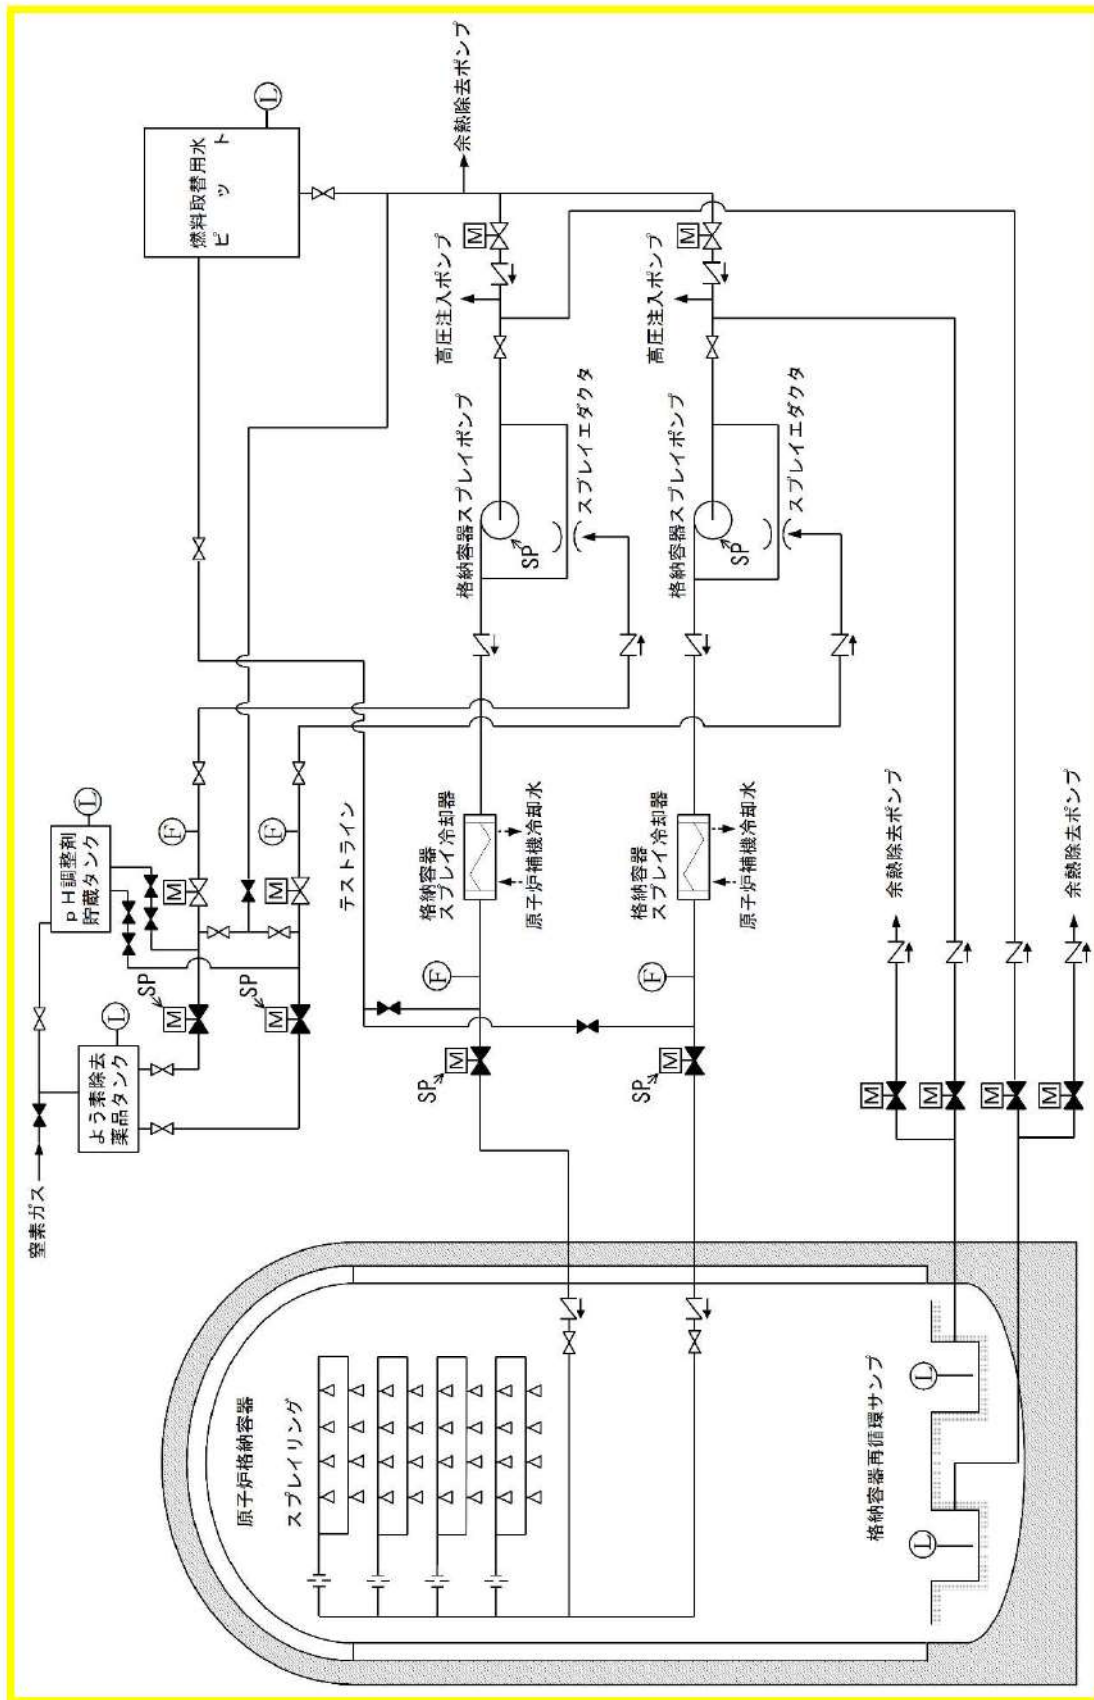 窒素ガス
よう素除去
薬品タンク
L
pH調整剤
貯蔵タンク
L
燃料取替用水
ピット
L
SP
M
M
F
SP
M
M
F
テストライン
余熱除去ポンプ
原子炉格納容器
スプレイリング
SP
M
F
格納容器
スプレイ冷却器
原子炉補機冷却水
格納容器スプレイポンプ
SP
スプレイエダクタ
高圧注入ポンプ
M
SP
M
F
格納容器
スプレイ冷却器
原子炉補機冷却水
格納容器スプレイポンプ
SP
スプレイエダクタ
高圧注入ポンプ
M
格納容器再循環サンプ
L
L
M
余熱除去ポンプ
M
M
M
余熱除去ポンプ